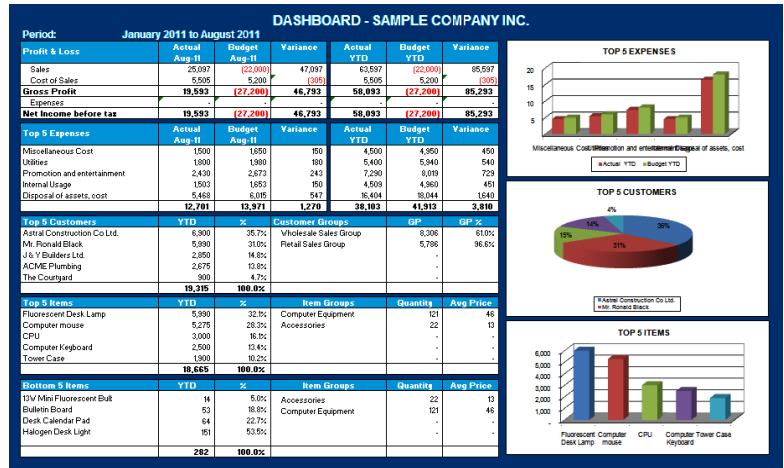 DASHBOARD - SAMPLE COMPANY INC.
Period: January 2011 to August 2011
Profit & Loss Actual Aug-11 Budget Aug-11 Variance Actual YTD Budget YTD Variance
Sales 25,097 (22,000) 47,097 63,597 (22,000) 85,597
Cost of Sales 5,505 5,200 (305) 5,505 5,200 (305)
Gross Profit 19,593 (27,200) 46,793 58,093 (27,200) 85,293
Expenses - - - - - -
Net Income before tax 19,593 (27,200) 46,793 58,093 (27,200) 85,293
Top 5 Expenses Actual Aug-11 Budget Aug-11 Variance Actual YTD Budget YTD Variance
Miscellaneous Cost 1,500 1,650 150 4,500 4,950 450
Utilities 1,800 1,980 180 5,400 5,940 540
Promotion and entertainment 2,430 2,673 243 7,290 8,019 729
Internal Usage 1,503 1,653 150 4,509 4,960 451
Disposal of assets, cost 5,468 6,015 547 16,404 18,044 1,640
12,701 13,971 1,270 38,103 41,913 3,810
Top 5 Customers YTD % Customer Groups GP GP %
Astral Construction Co Ltd. 6,900 35.7% Wholesale Sales Group 8,306 61.0%
Mr. Ronald Black 5,990 31.0% Retail Sales Group 5,786 96.6%
J & Y Builders Ltd. 2,850 14.8% -
ACME Plumbing 2,675 13.8% -
The Courtyard 900 4.7% -
19,315 100.0%
Top 5 Items YTD % Item Groups Quantity Avg Price
Fluorescent Desk Lamp 5,990 32.1% Computer Equipment 121 46
Computer mouse 5,275 28.3% Accessories 22 13
CPU 3,000 16.1% - -
Computer Keyboard 2,500 13.4% - -
Tower Case 1,900 10.2% - -
18,665 100.0%
Bottom 5 Items YTD % Item Groups Quantity Avg Price
13W Mini Fluorescent Bult 14 5.0% Accessories 22 13
Bulletin Board 53 18.8% Computer Equipment 121 46
Desk Calendar Pad 64 22.7% - -
Halogen Desk Light 151 53.5% - -
282 100.0%
TOP 5 EXPENSES
20
15
10
5
Miscellaneous Cost
Actual YTD Budget YTD
TOP 5 CUSTOMERS
4%
14%
36%
15%
31%
Astral Construction Co Ltd.
Mr. Ronald Black
TOP 5 ITEMS
6,000
5,000
4,000
3,000
2,000
1,000
-
Fluorescent Desk Lamp
Computer mouse
CPU
Computer Keyboard
Tower Case